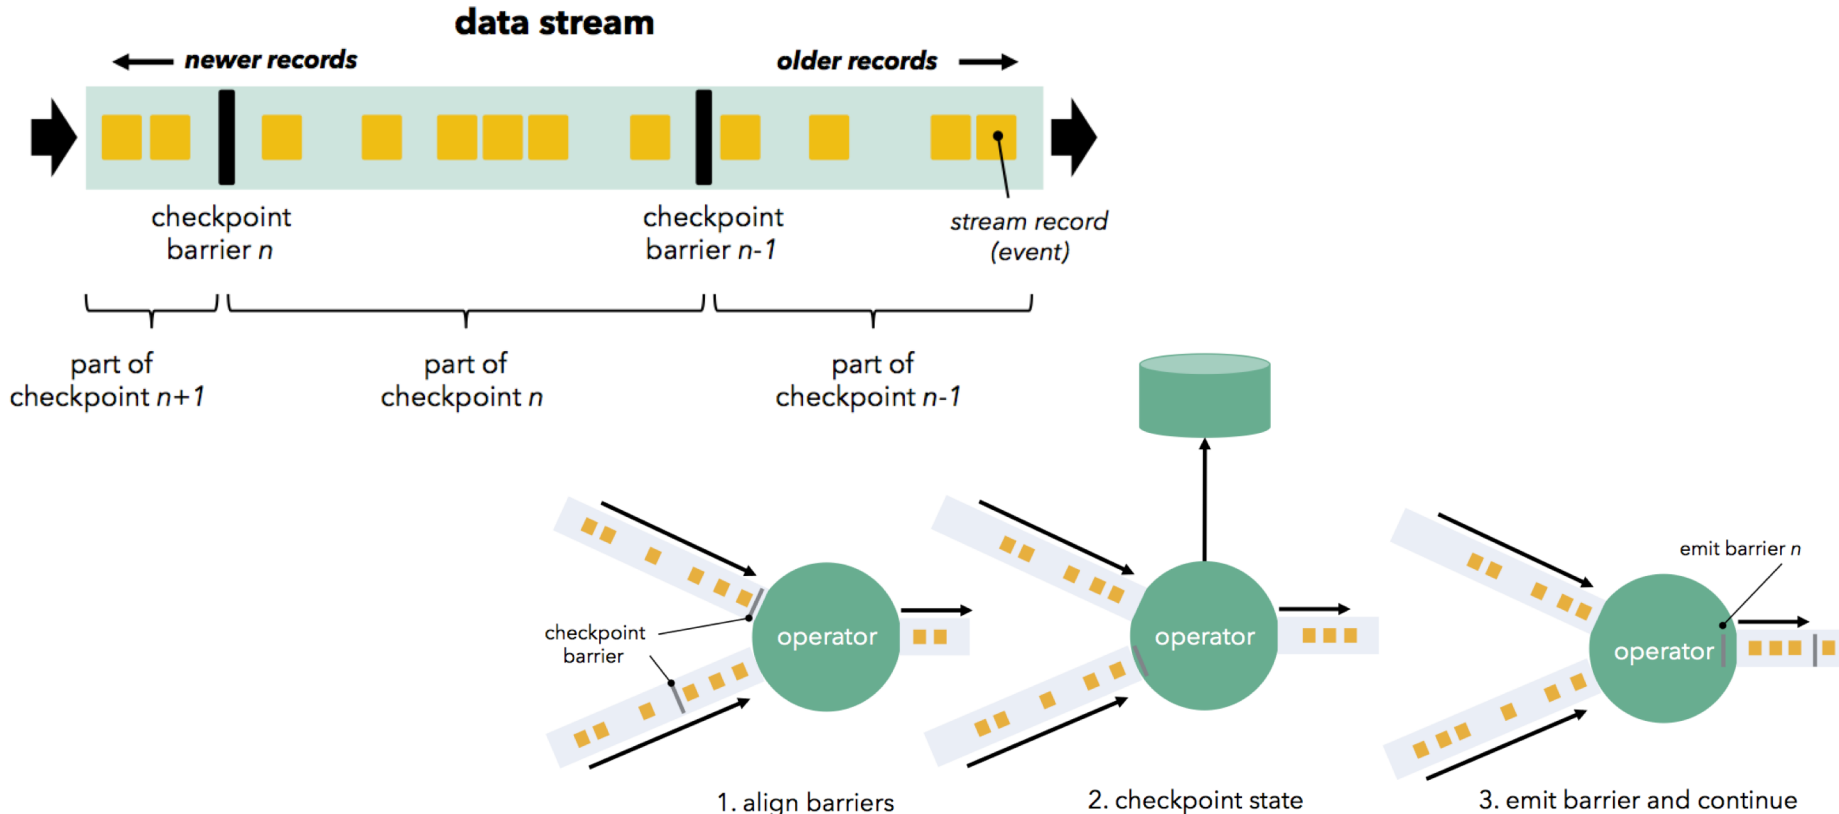 data stream
newer records
older records
checkpoint
barrier n
checkpoint
barrier n-1
stream record
(event)
part of
checkpoint n+1
part of
checkpoint n
part of
checkpoint n-1
checkpoint
barrier
operator
operator
emit barrier n
operator
1. align barriers
2. checkpoint state
3. emit barrier and continue